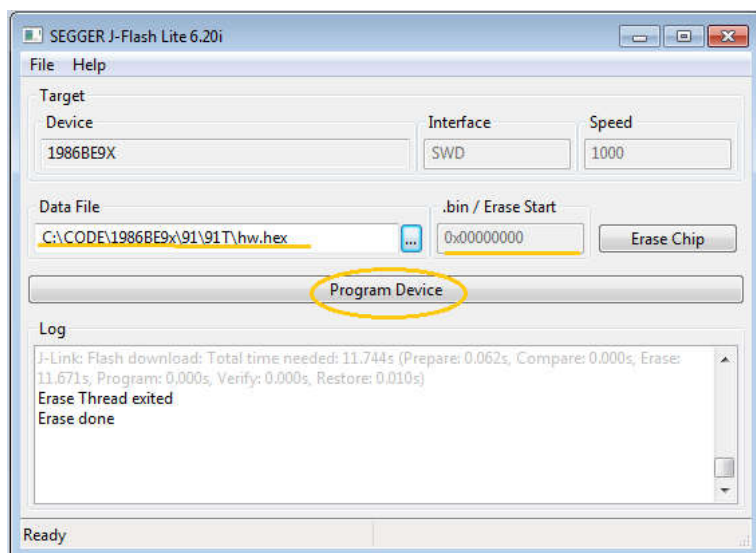 SEGGER J-Flash Lite 6.20i
File Help
Target
Device
Interface
Speed
1986BE9X
SWD
1000
Data File
.bin / Erase Start
C:\CODE\1986BE9x\91\91T\hw.hex
...
0x00000000
Erase Chip
Program Device
Log
J-Link: Flash download: Total time needed: 11.744s (Prepare: 0.062s, Compare: 0.000s, Erase:
11.671s, Program: 0.000s, Verify: 0.000s, Restore: 0.010s)
Erase Thread exited
Erase done
Ready